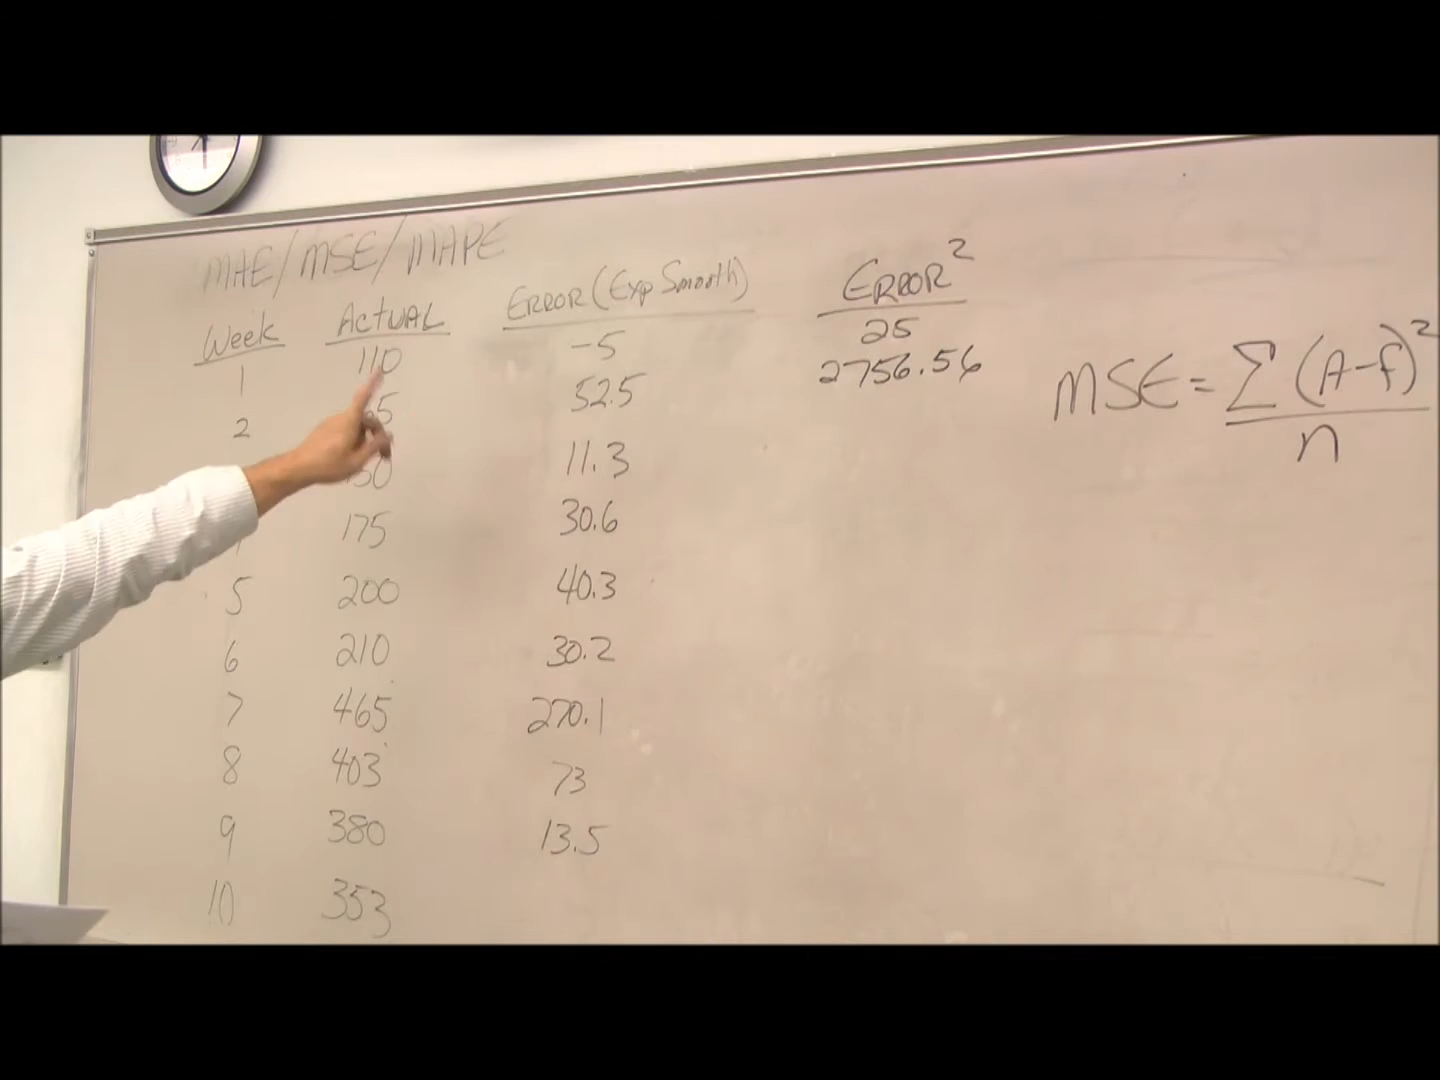 MAE/MSE/MAPE
Week Actual Error (Exp Smooth) Error²
1 110 -5 25
2 52.5 2756.56
11.3
175 30.6
5 200 40.3
6 210 30.2
7 465 270.1
8 403 73
9 380 13.5
10 353
MSE = Σ(A-f)²
n